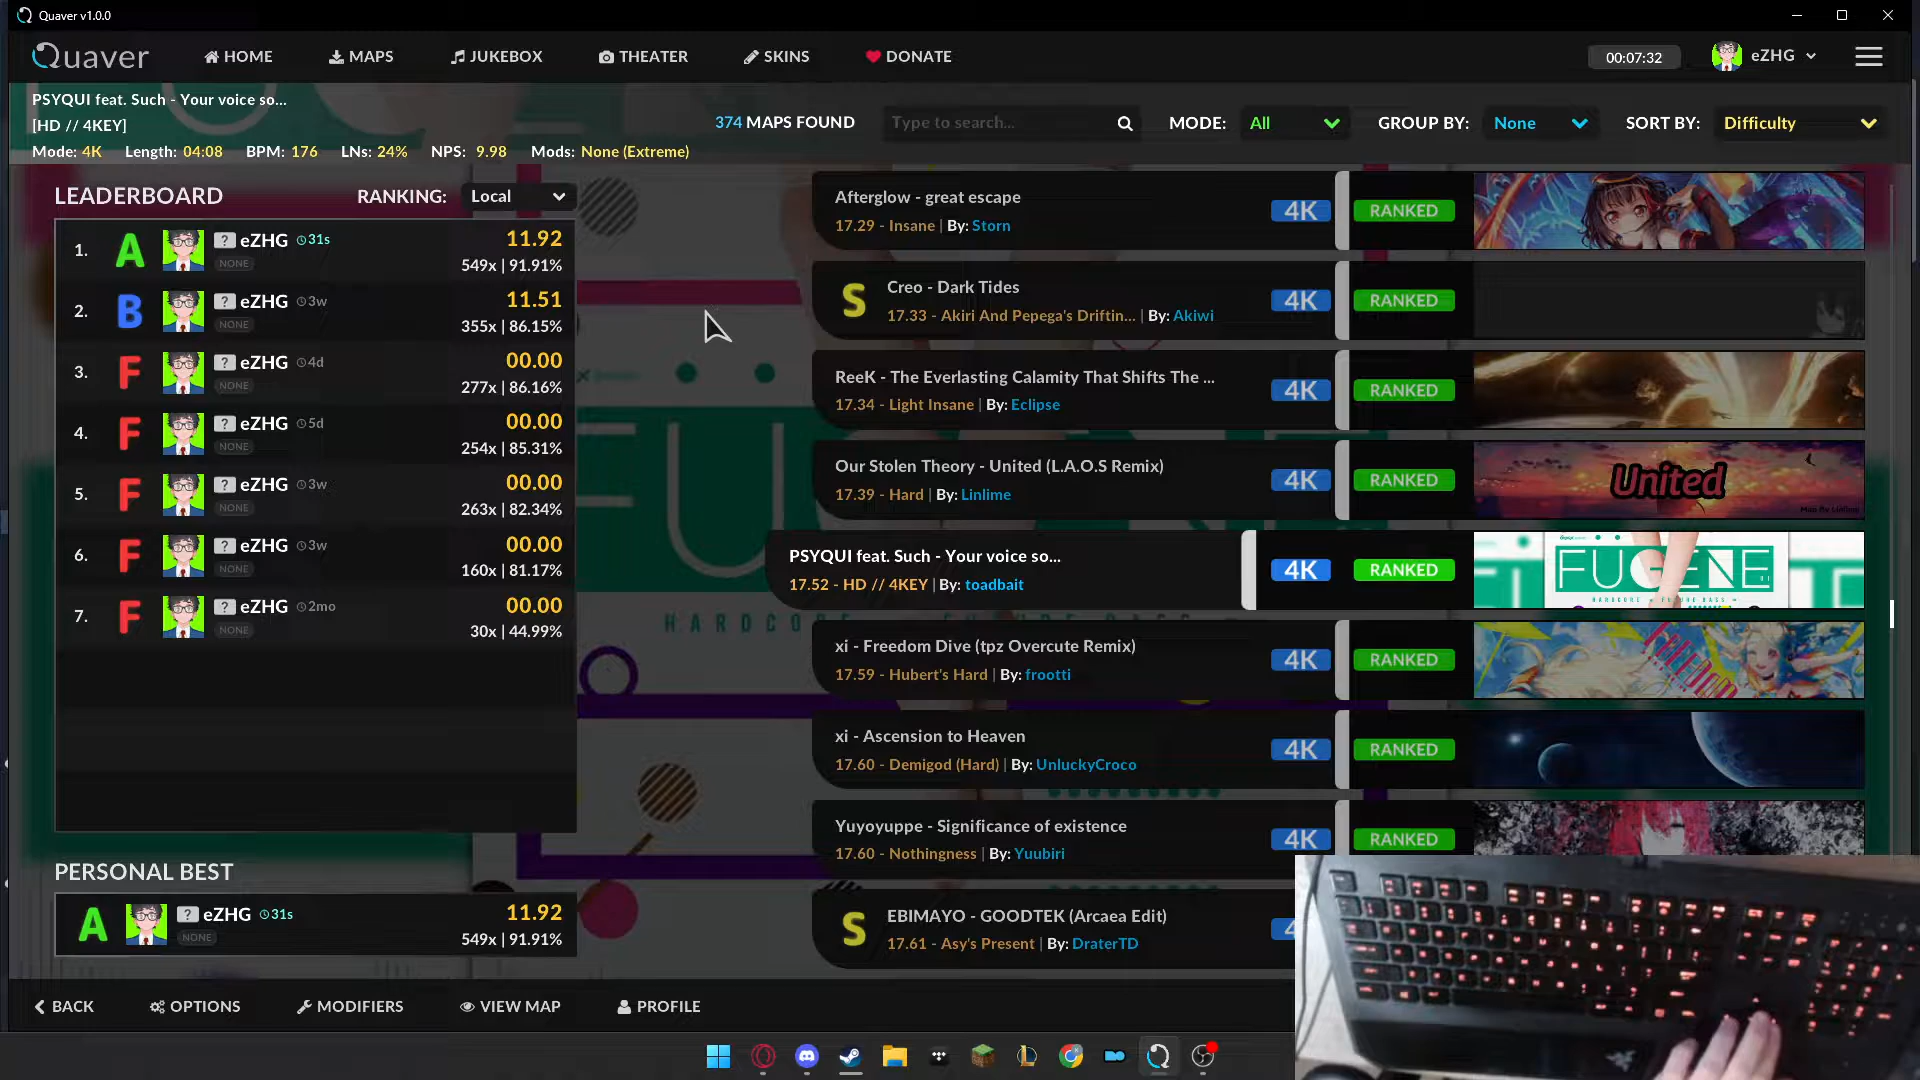 Quaver v1.0.0
Quaver
HOME
MAPS
JUKEBOX
THEATER
SKINS
DONATE
00:07:32
eZHG
PSYQUI feat. Such - Your voice so...
[HD // 4KEY]
Mode: 4K Length: 04:08 BPM: 176 LNs: 24% NPS: 9.98 Mods: None (Extreme)
374 MAPS FOUND
Type to search...
MODE: All
GROUP BY: None
SORT BY: Difficulty
LEADERBOARD
RANKING: Local
1. A ? eZHG 31s 11.92
NONE 549x | 91.91%
2. B ? eZHG 3w 11.51
NONE 355x | 86.15%
3. F ? eZHG 4d 00.00
NONE 277x | 86.16%
4. F ? eZHG 5d 00.00
NONE 254x | 85.31%
5. F ? eZHG 3w 00.00
NONE 263x | 82.34%
6. F ? eZHG 3w 00.00
NONE 160x | 81.17%
7. F ? eZHG 2mo 00.00
NONE 30x | 44.99%
PERSONAL BEST
A ? eZHG 31s 11.92
NONE 549x | 91.91%
Afterglow - great escape
17.29 - Insane | By: Storn
4K RANKED
S Creo - Dark Tides
17.33 - Akiri And Pepega's Driftin... | By: Akiwi
4K RANKED
ReeK - The Everlasting Calamity That Shifts The ...
17.34 - Light Insane | By: Eclipse
4K RANKED
Our Stolen Theory - United (L.A.O.S Remix)
17.39 - Hard | By: Linlime
4K RANKED
United
Map By Linlime
PSYQUI feat. Such - Your voice so...
17.52 - HD // 4KEY | By: toadbait
4K RANKED
FUGENE
HARDCORE
xi - Freedom Dive (tpz Overcute Remix)
17.59 - Hubert's Hard | By: frootti
4K RANKED
xi - Ascension to Heaven
17.60 - Demigod (Hard) | By: UnluckyCroco
4K RANKED
Yuyoyuppe - Significance of existence
17.60 - Nothingness | By: Yuubiri
4K RANKED
S EBIMAYO - GOODTEK (Arcaea Edit)
17.61 - Asy's Present | By: DraterTD
BACK
OPTIONS
MODIFIERS
VIEW MAP
PROFILE